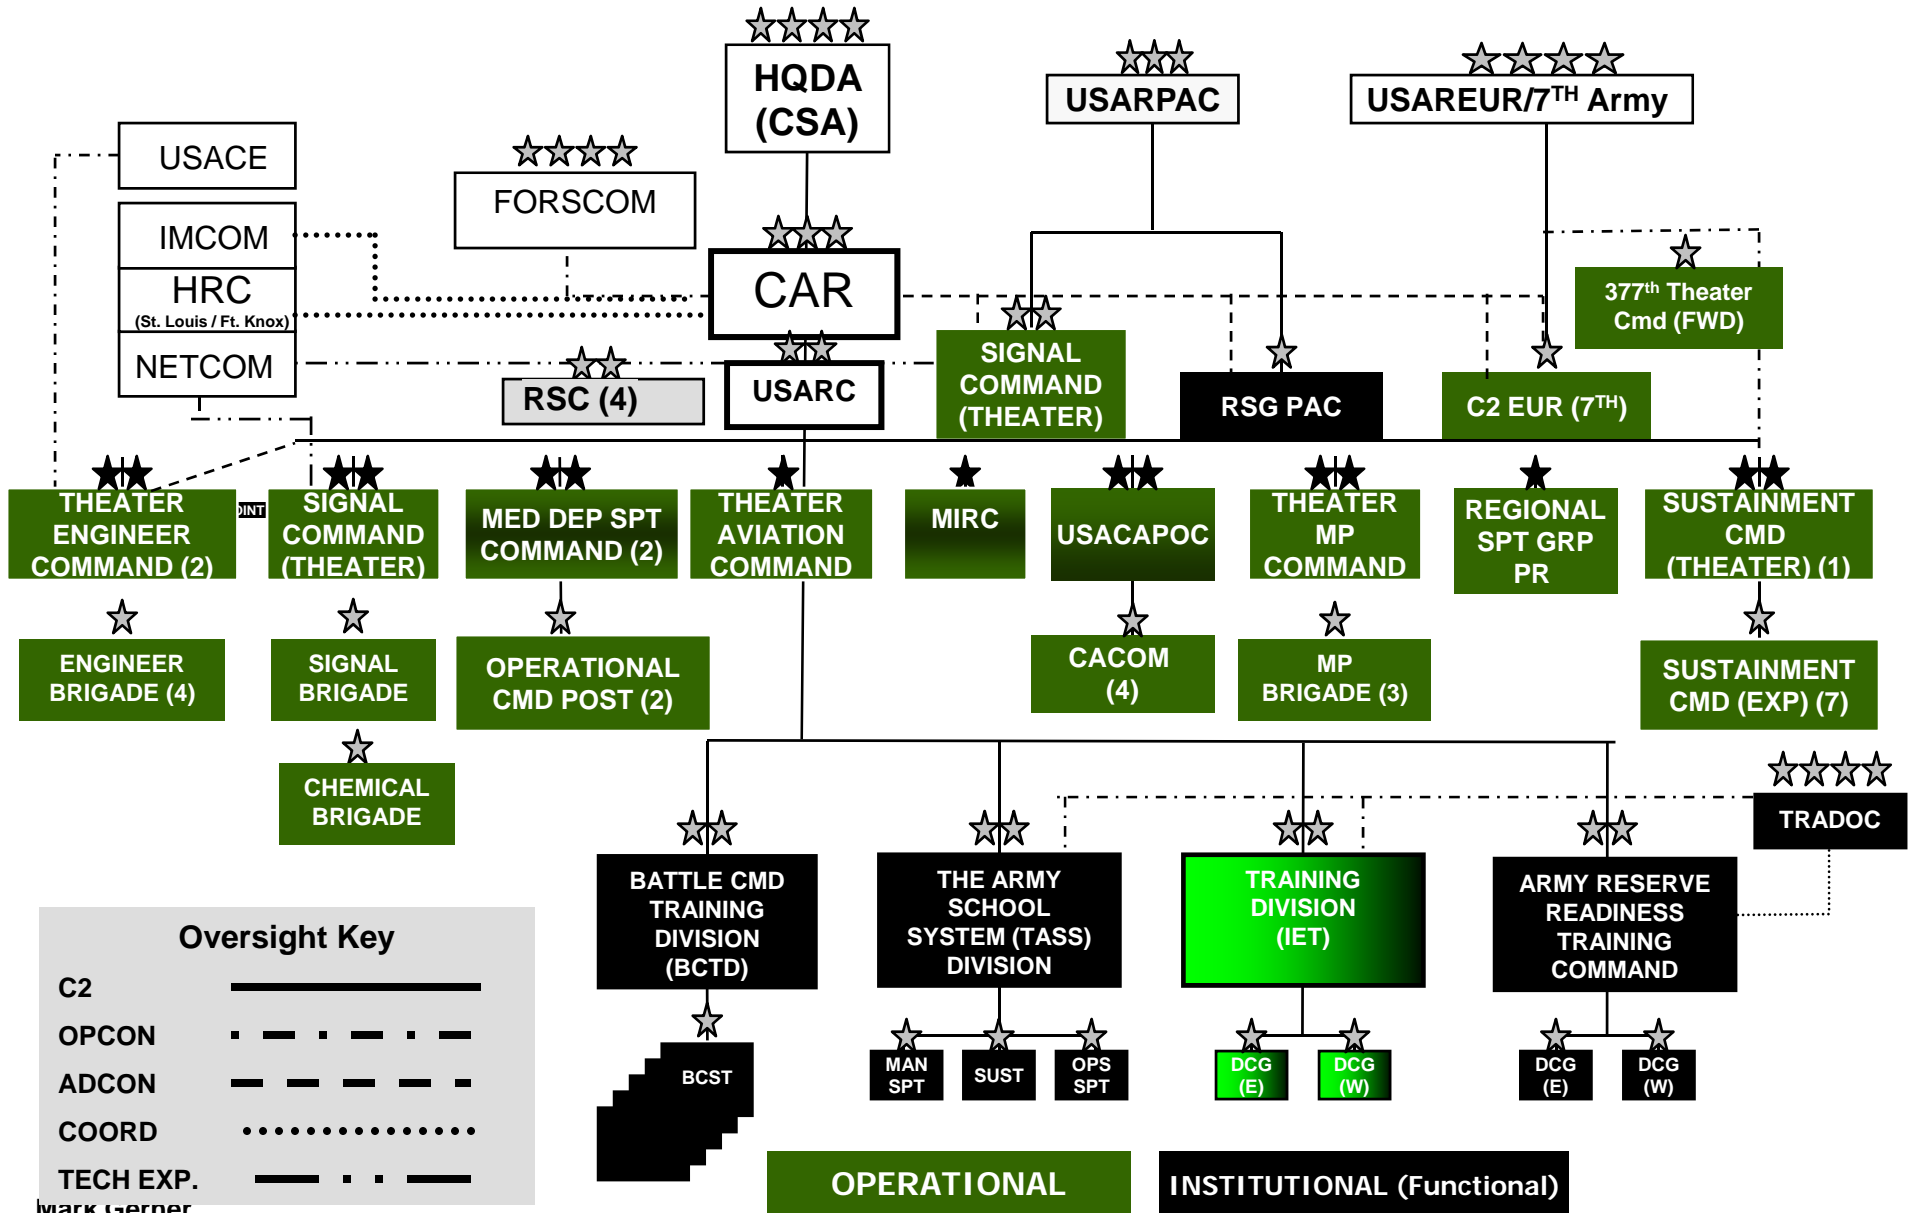 HQDA
(CSA)
USARPAC
USAREUR/7TH Army
USACE
FORSCOM
IMCOM
HRC
(St. Louis / Ft. Knox)
NETCOM
CAR
377th Theater
Cmd (FWD)
RSC (4)
USARC
SIGNAL
COMMAND
(THEATER)
RSG PAC
C2 EUR (7TH)
THEATER
ENGINEER
COMMAND (2)
SIGNAL
COMMAND
(THEATER)
MED DEP SPT
COMMAND (2)
THEATER
AVIATION
COMMAND
MIRC
USACAPOC
THEATER
MP
COMMAND
REGIONAL
SPT GRP
PR
SUSTAINMENT
CMD
(THEATER) (1)
ENGINEER
BRIGADE (4)
SIGNAL
BRIGADE
OPERATIONAL
CMD POST (2)
CACOM
(4)
MP
BRIGADE (3)
SUSTAINMENT
CMD (EXP) (7)
CHEMICAL
BRIGADE
TRADOC
BATTLE CMD
TRAINING
DIVISION
(BCTD)
THE ARMY
SCHOOL
SYSTEM (TASS)
DIVISION
TRAINING
DIVISION
(IET)
ARMY RESERVE
READINESS
TRAINING
COMMAND
BCST
MAN
SPT
SUST
OPS
SPT
DCG
(E)
DCG
(W)
DCG
(E)
DCG
(W)
Oversight Key
C2
OPCON
ADCON
COORD
TECH EXP.
Mark Gerner
OPERATIONAL
INSTITUTIONAL (Functional)